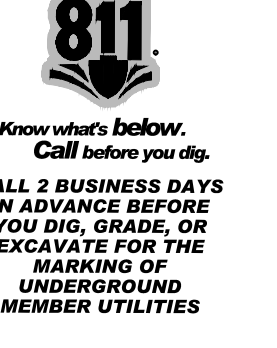 811
Know what's below.
Call before you dig.
ALL 2 BUSINESS DAYS
N ADVANCE BEFORE
YOU DIG, GRADE, OR
EXCAVATE FOR THE
MARKING OF
UNDERGROUND
MEMBER UTILITIES